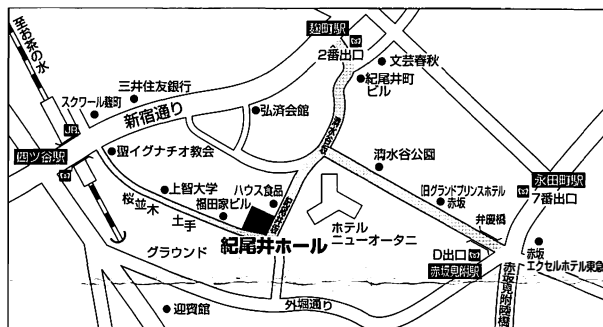 至お茶の水
麹町駅
2番出口
文芸春秋
紀尾井町
ビル
三井住友銀行
スクワール麹町
新宿通り
弘済会館
JR
四ツ谷駅
聖イグナチオ教会
清水谷公園
永田町駅
7番出口
上智大学
ハウス食品
福田家ビル
桜並木
土手
旧グランドプリンスホテル
赤坂
弁慶橋
紀尾井ホール
ホテル
ニューオータニ
グラウンド
D出口
赤坂見附駅
赤坂
エクセルホテル東急
赤坂見附陸橋
外堀通り
迎賓館